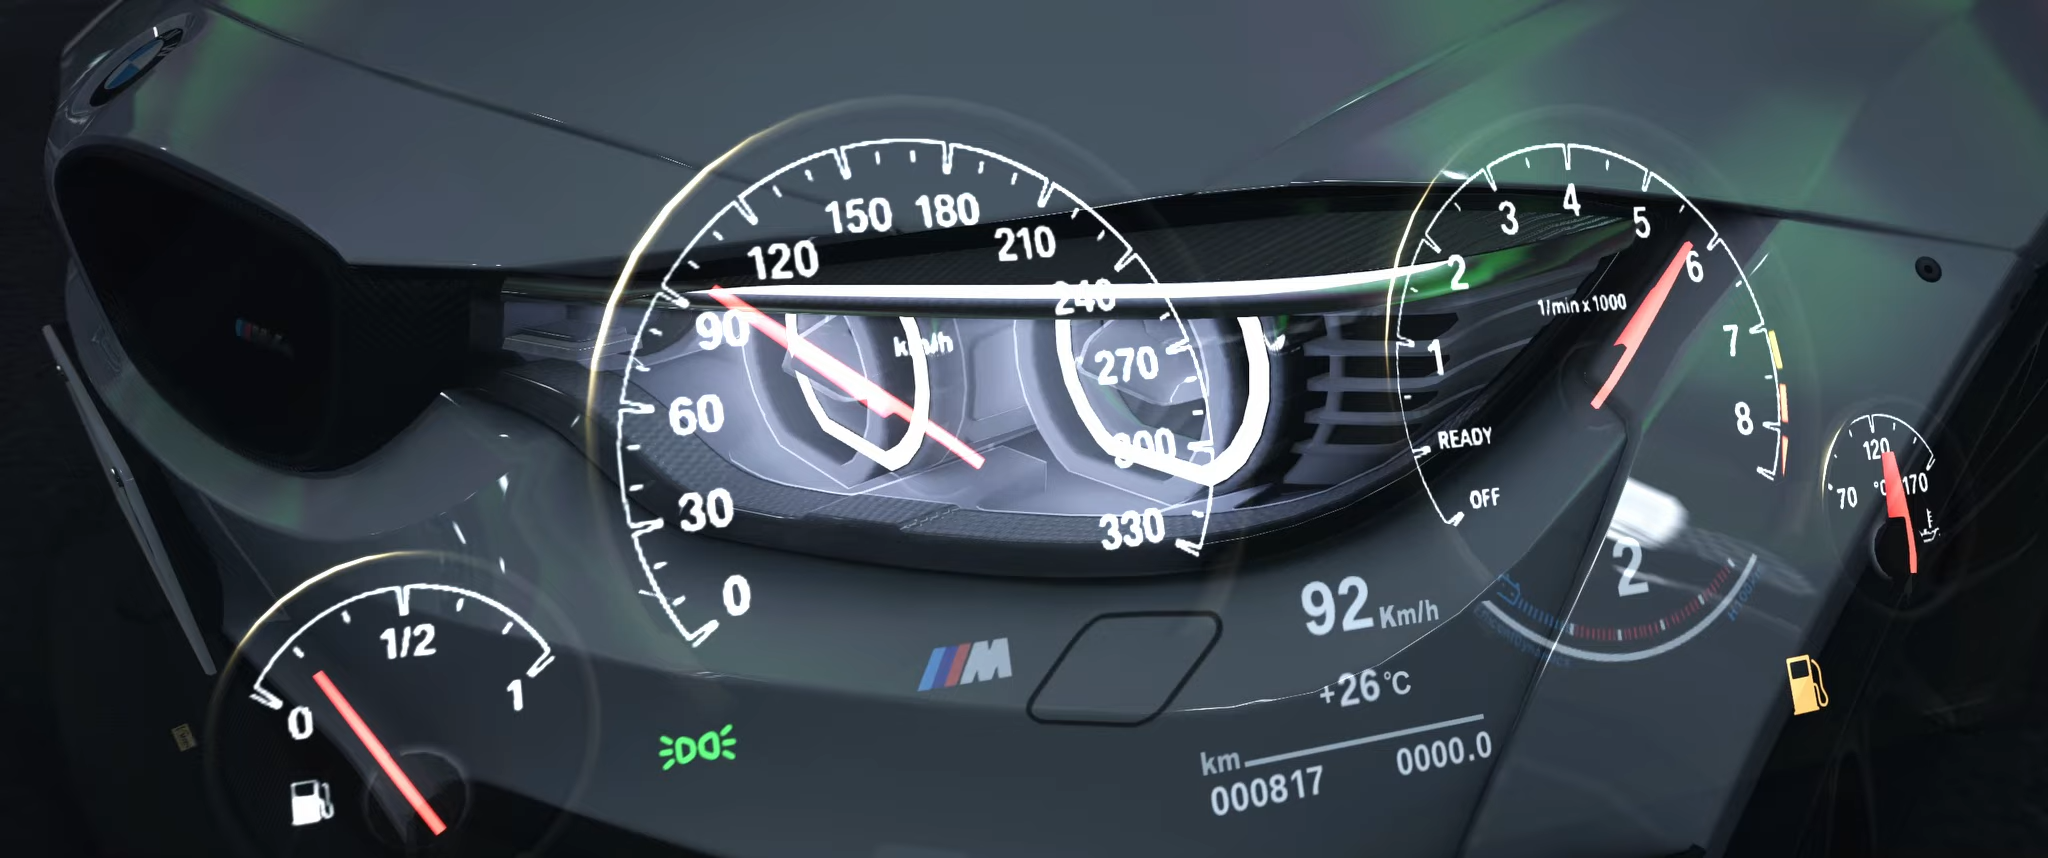 150 180
120 210
240
90
km/h
270
60
300
30
330
0
3 4 5
2 6
1/min x 1000
1 7
READY 8
OFF
2
120
70 °C 170
1/2
0 1
M
92 Km/h
+26 °C
km
000817 0000.0